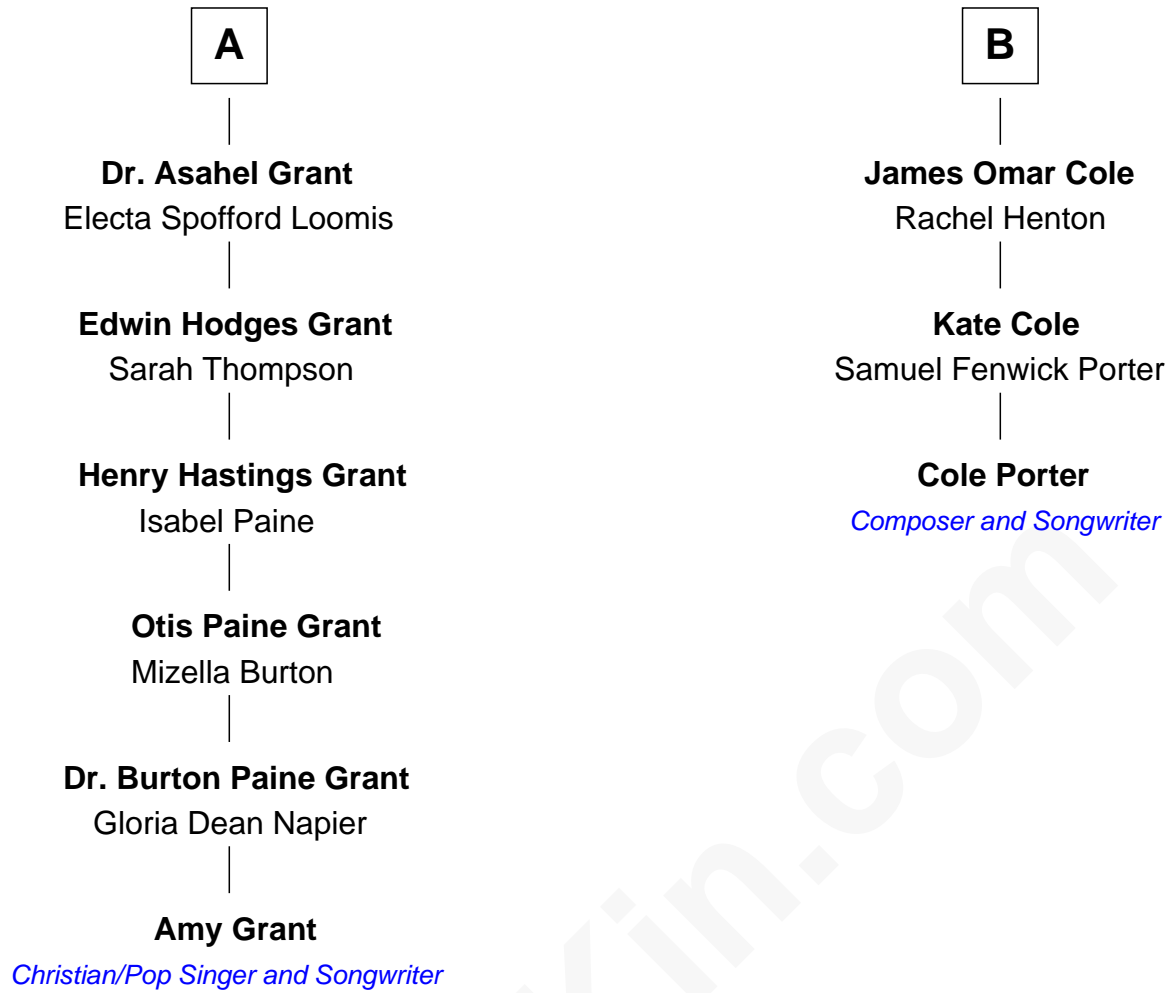 A
Dr. Asahel Grant
Electa Spofford Loomis
Edwin Hodges Grant
Sarah Thompson
Henry Hastings Grant
Isabel Paine
Otis Paine Grant
Mizella Burton
Dr. Burton Paine Grant
Gloria Dean Napier
Amy Grant
Christian/Pop Singer and Songwriter
B
James Omar Cole
Rachel Henton
Kate Cole
Samuel Fenwick Porter
Cole Porter
Composer and Songwriter